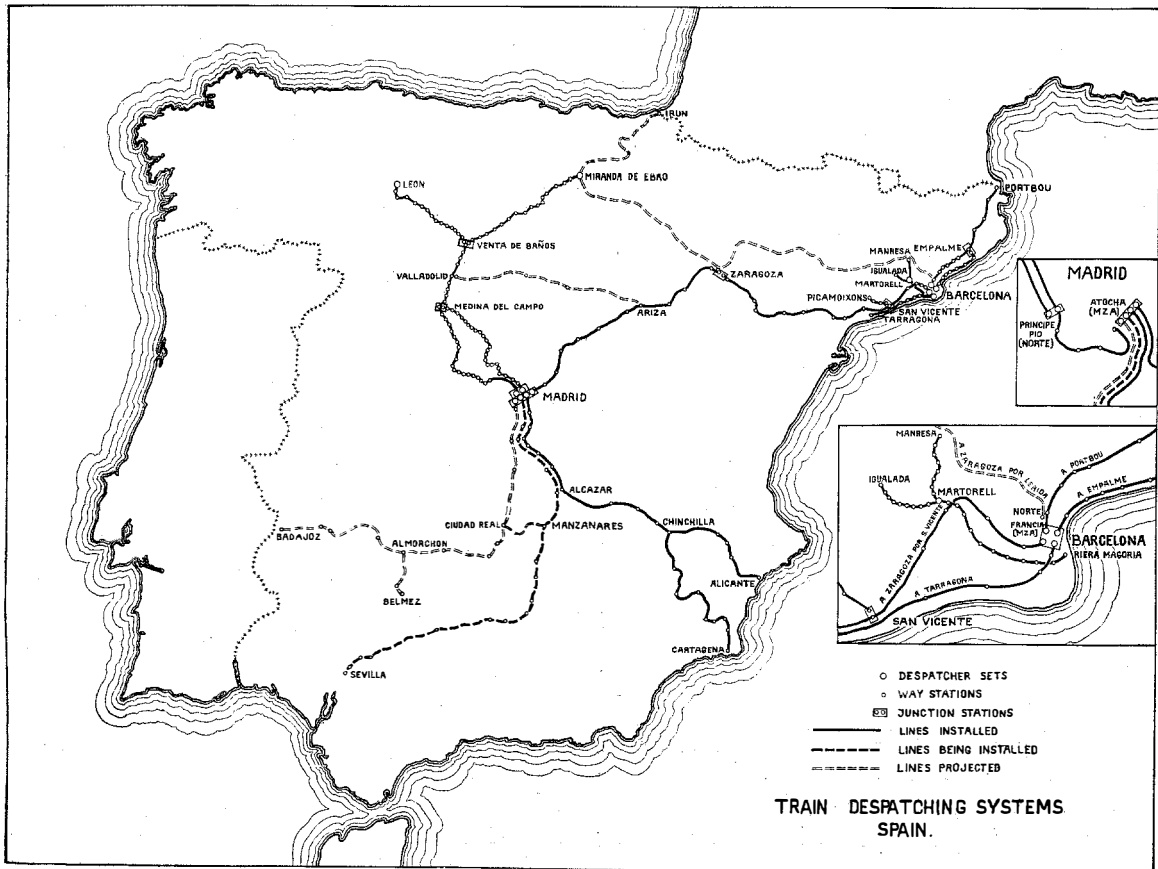 IRUN
MIRANDA DE EBRO
LEON
PORTBOU
VENTA DE BAÑOS
MANRESA
EMPALME
VALLADOLID
ZARAGOZA
IGUALADA
MARTORELL
BARCELONA
MEDINA DEL CAMPO
PICAMOIXONS
SAN VICENTE
TARRAGONA
ARIZA
MADRID
ALCAZAR
CIUDAD REAL
MANZANARES
CHINCHILLA
BADAJOZ
ALMORCHON
ALICANTE
BELMEZ
CARTAGENA
SEVILLA
MADRID
ATOCHA
(MZA)
PRINCIPE
PIO
(NORTE)
MANRESA
A ZARAGOZA POR LERIDA
A PORTBOU
IGUALADA
MARTORELL
A EMPALME
NORTE
FRANCIA
(MZA)
BARCELONA
RIERA MAGORIA
A ZARAGOZA POR S. VICENTE
A TARRAGONA
SAN VICENTE
DESPATCHER SETS
WAY STATIONS
JUNCTION STATIONS
LINES INSTALLED
LINES BEING INSTALLED
LINES PROJECTED
TRAIN DESPATCHING SYSTEMS
SPAIN.